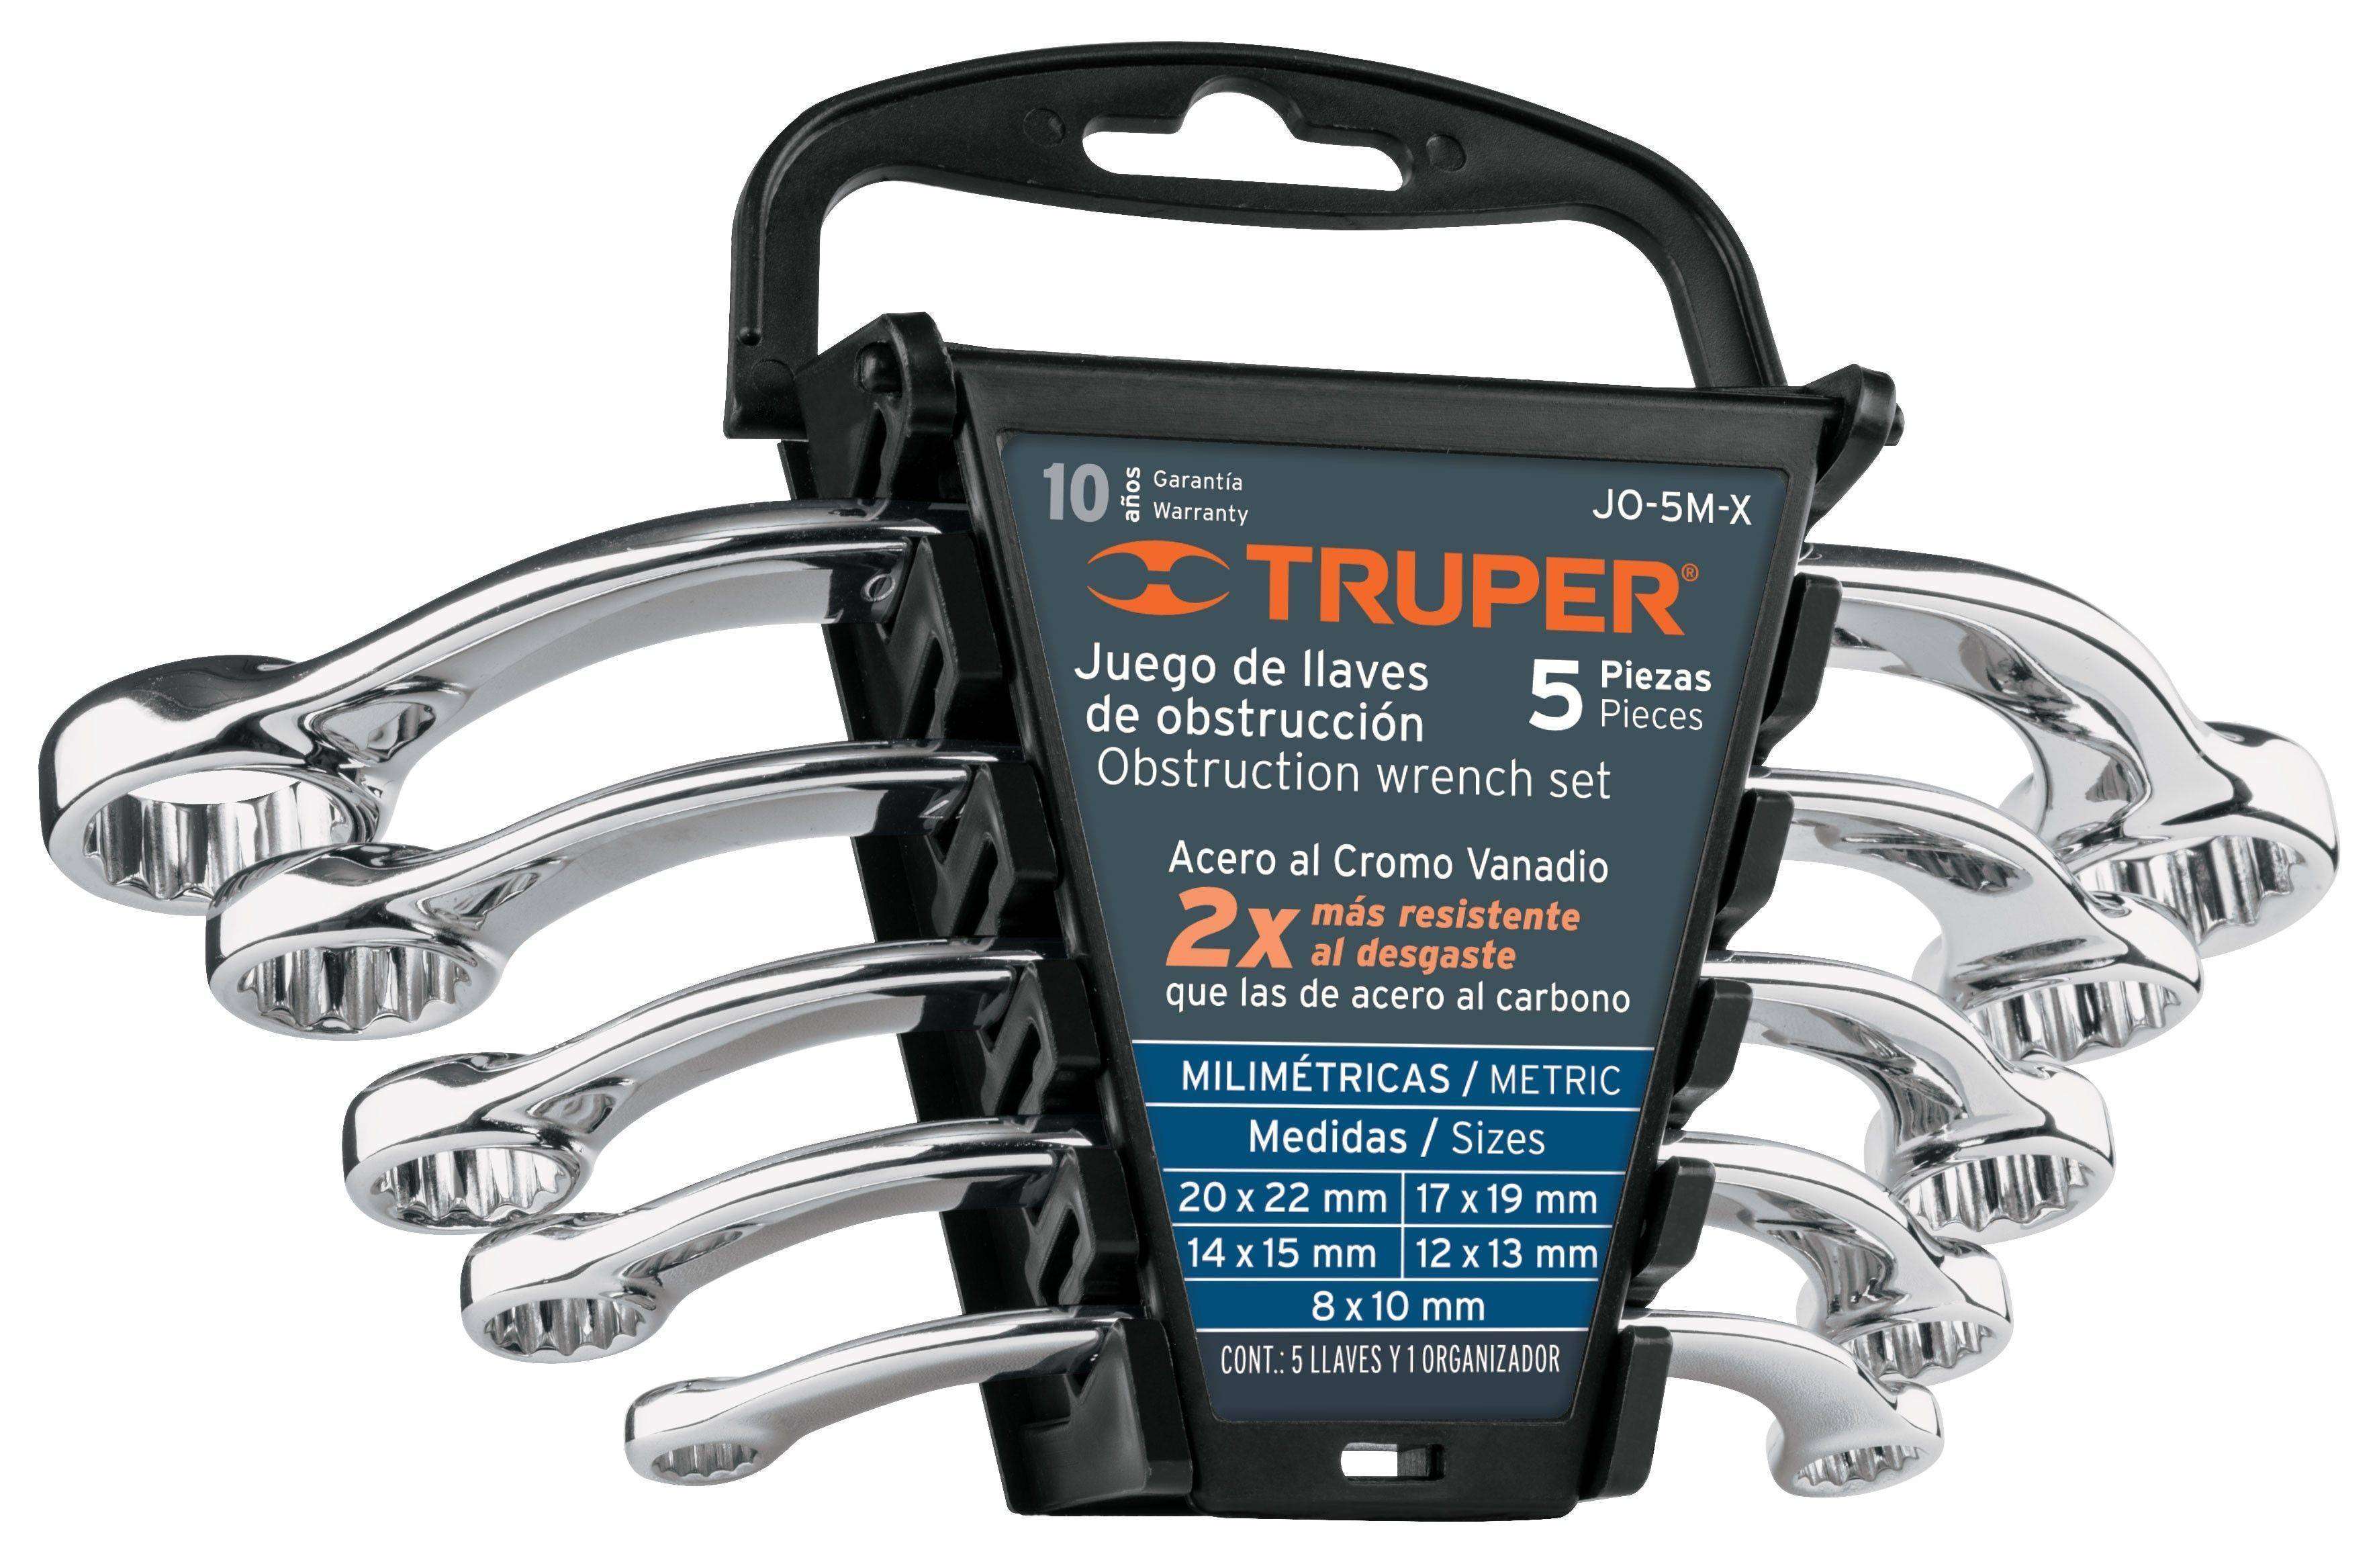 10 años Garantía
Warranty
JO-5M-X
TRUPER®
Juego de llaves
de obstrucción
Obstruction wrench set
5 Piezas
Pieces
Acero al Cromo Vanadio
2x más resistente
al desgaste
que las de acero al carbono
MILIMÉTRICAS / METRIC
Medidas / Sizes
20 x 22 mm 17 x 19 mm
14 x 15 mm 12 x 13 mm
8 x 10 mm
CONT.: 5 LLAVES Y 1 ORGANIZADOR